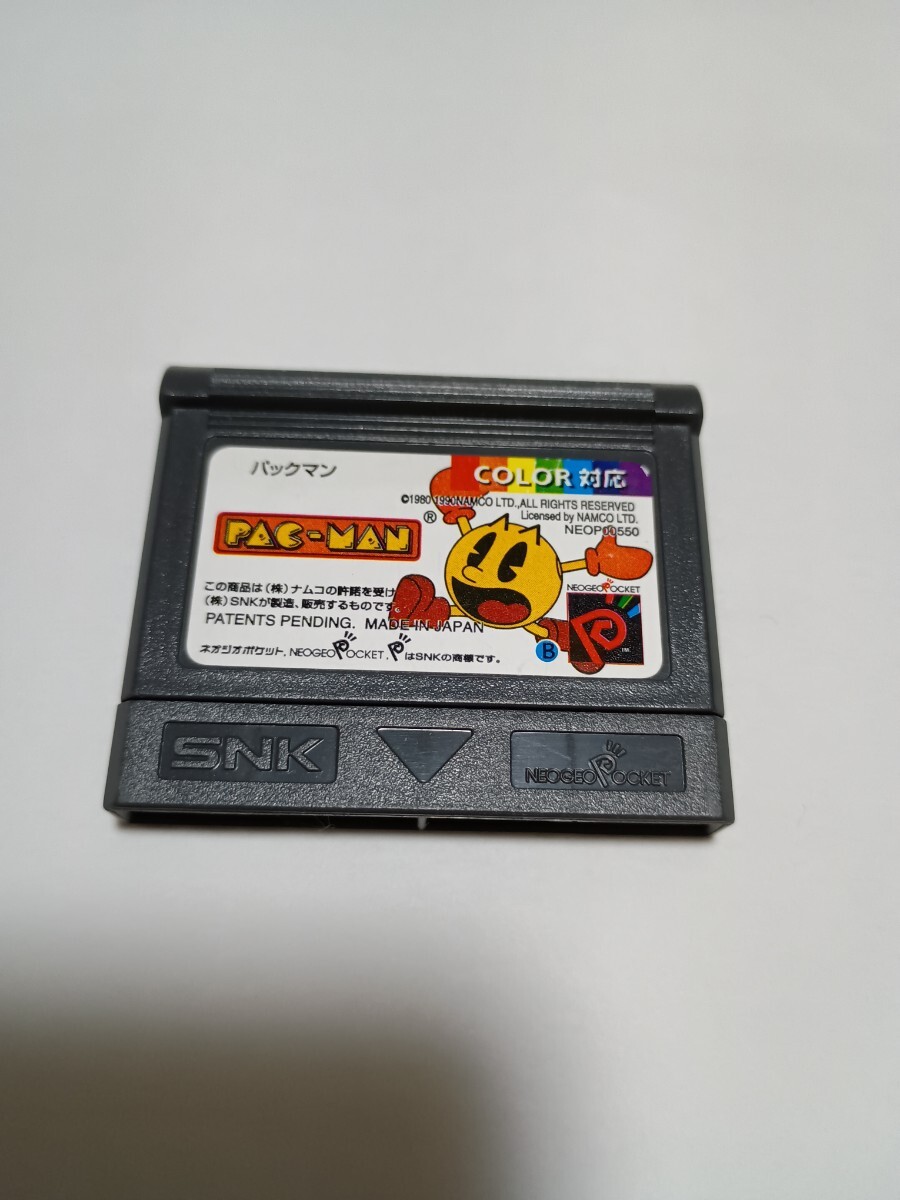 パックマン
COLOR 対応
©1980 1990NAMCO LTD.,ALL RIGHTS RESERVED
Licensed by NAMCO LTD.
NEOP00550
PAC-MAN®
この商品は(株)ナムコの許諾を受け
(株)SNKが製造、販売するものです
PATENTS PENDING. MADE IN JAPAN
NEOGEO POCKET
TM
B
ネオジオポケット, NEOGEO POCKET, P はSNKの商標です。
SNK
NEOGEO POCKET